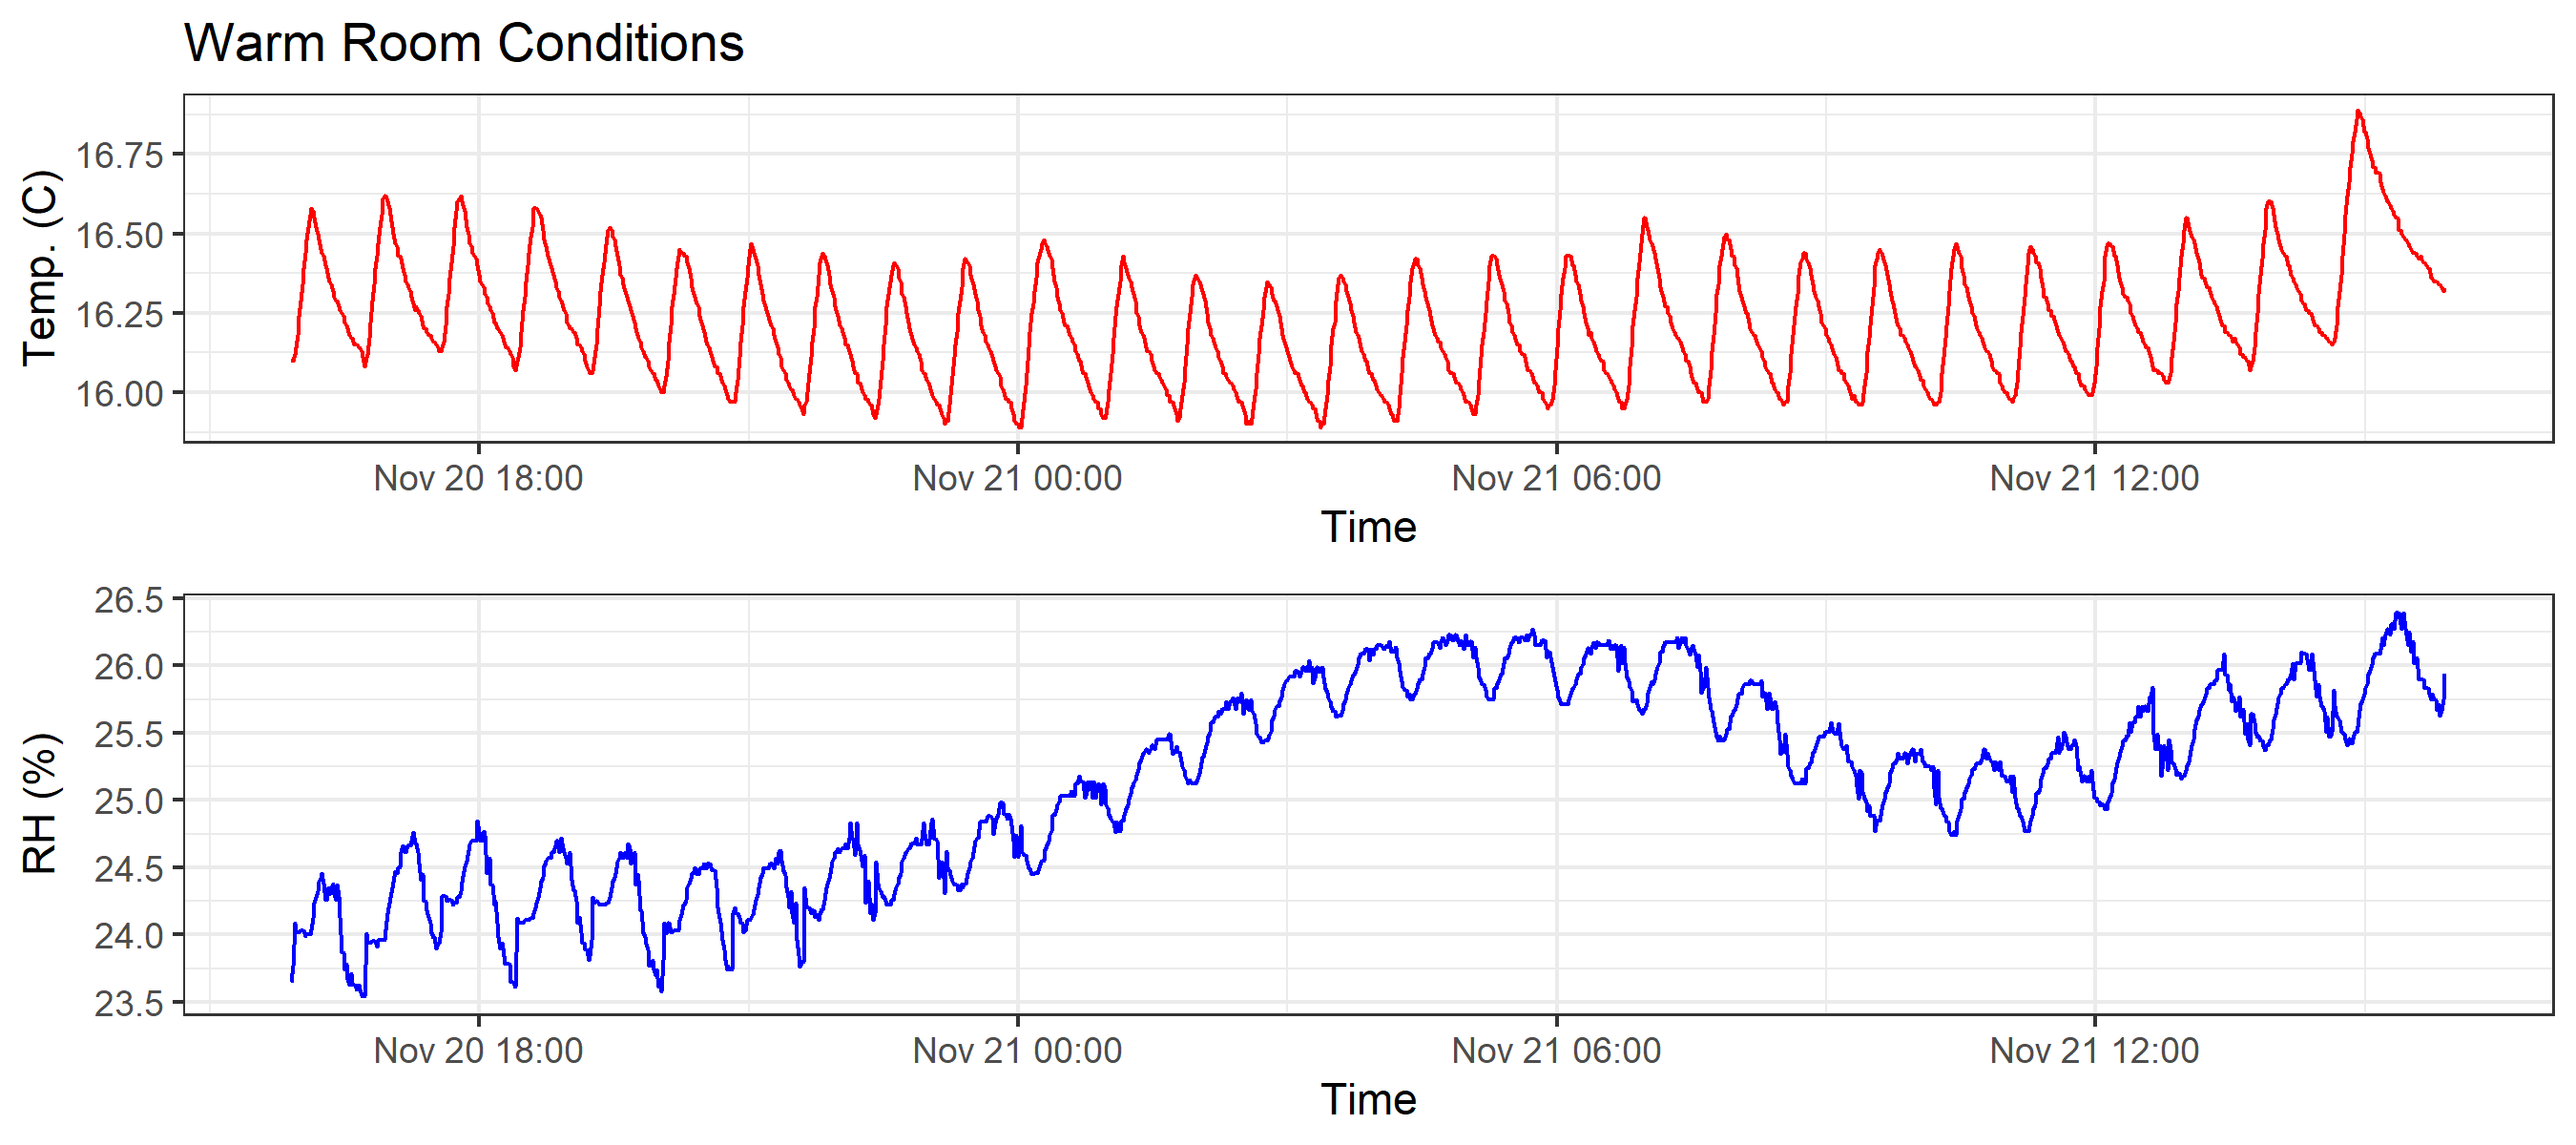 Warm Room Conditions
Temp. (C)
16.75
16.50
16.25
16.00
Nov 20 18:00 Nov 21 00:00 Nov 21 06:00 Nov 21 12:00
Time
RH (%)
26.5
26.0
25.5
25.0
24.5
24.0
23.5
Nov 20 18:00 Nov 21 00:00 Nov 21 06:00 Nov 21 12:00
Time